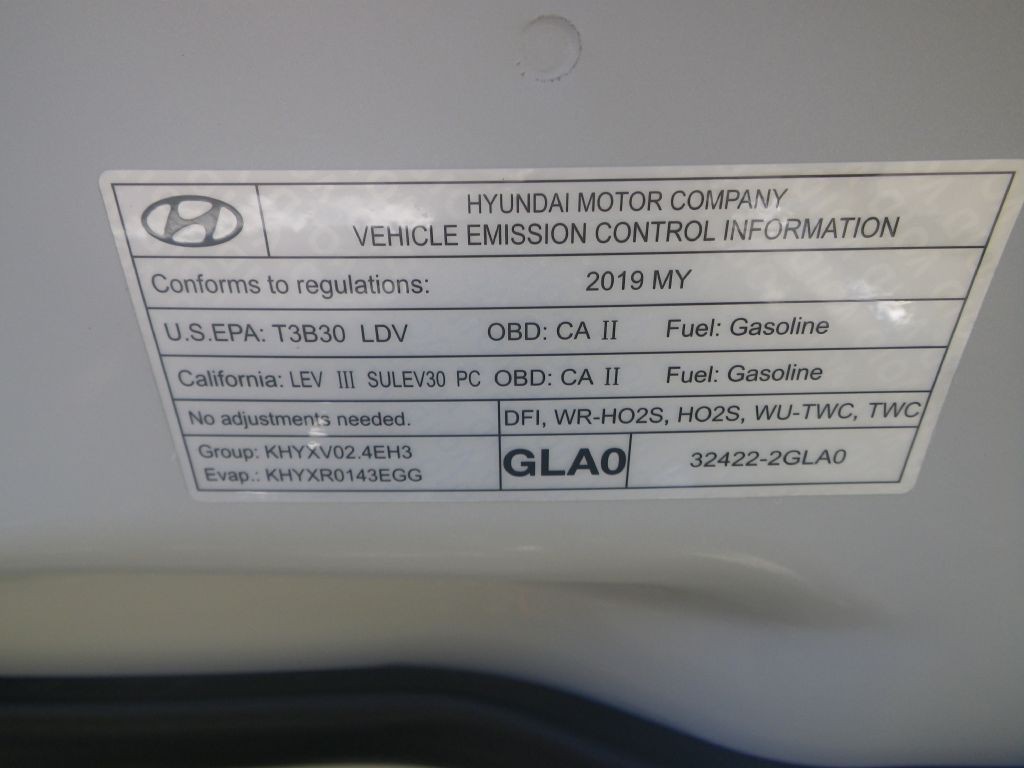 HYUNDAI MOTOR COMPANY
VEHICLE EMISSION CONTROL INFORMATION
Conforms to regulations: 2019 MY
U.S.EPA: T3B30 LDV OBD: CA II Fuel: Gasoline
California: LEV III SULEV30 PC OBD: CA II Fuel: Gasoline
No adjustments needed. DFI, WR-HO2S, HO2S, WU-TWC, TWC
Group: KHYXV02.4EH3
Evap.: KHYXR0143EGG
GLA0 32422-2GLA0